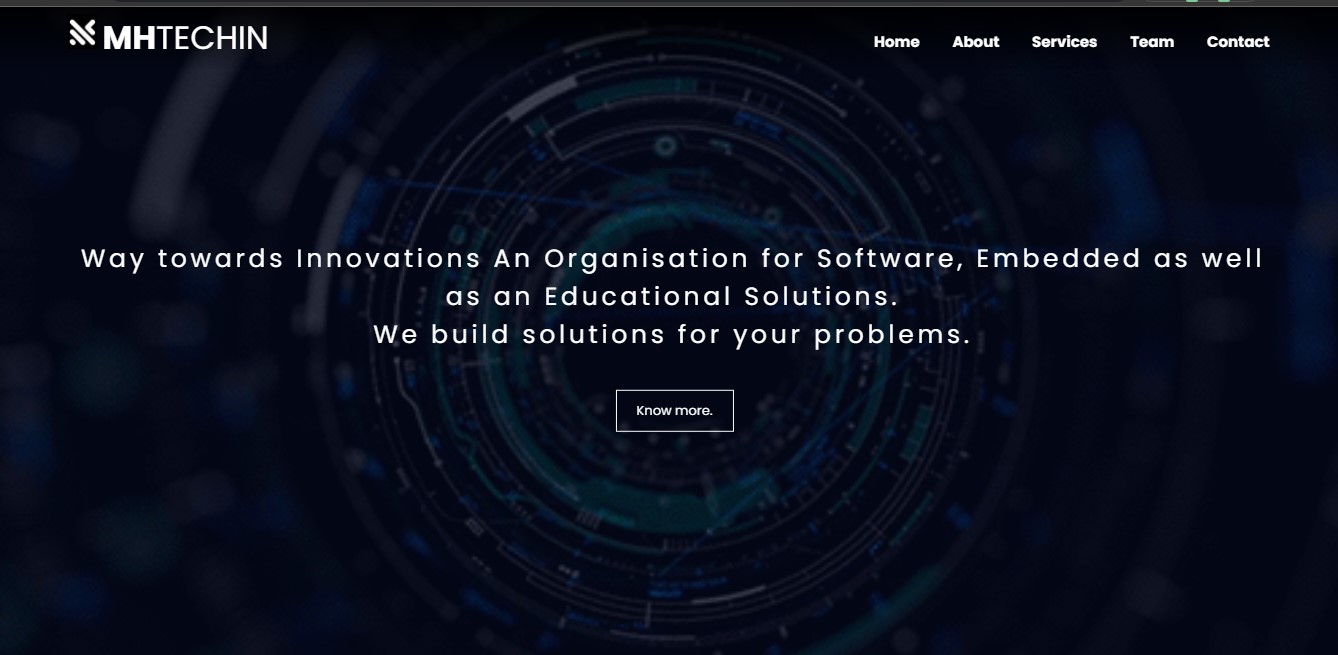 MHTECHIN
Home About Services Team Contact
Way towards Innovations An Organisation for Software, Embedded as well
as an Educational Solutions.
We build solutions for your problems.
Know more.